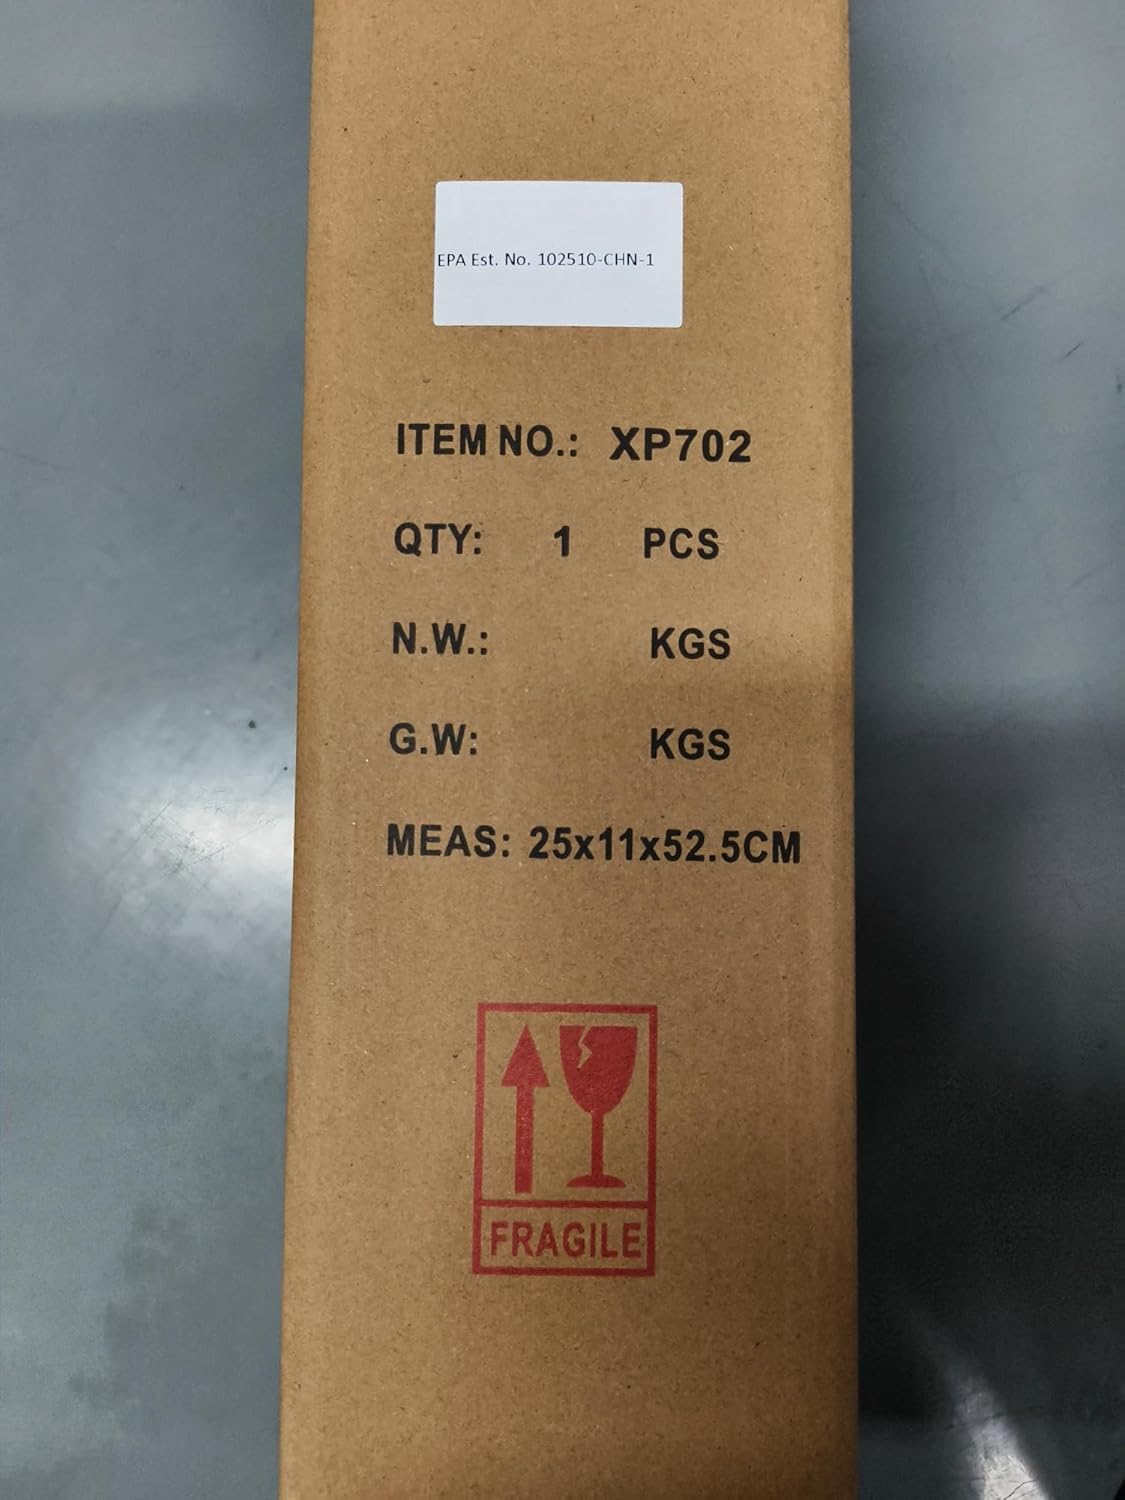 EPA Est. No. 102510-CHN-1
ITEM NO.: XP702
QTY: 1 PCS
N.W.: KGS
G.W: KGS
MEAS: 25x11x52.5CM
FRAGILE